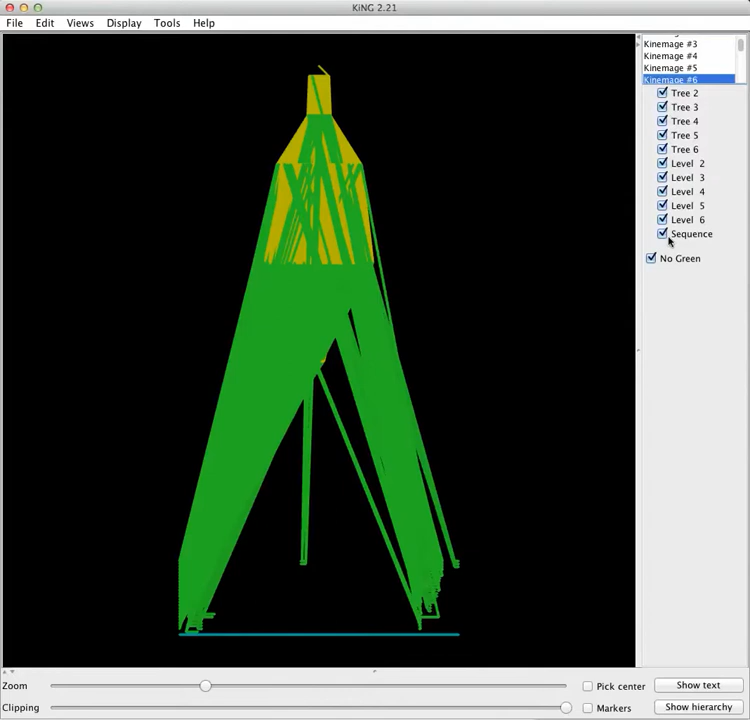 KiNG 2.21
File Edit Views Display Tools Help
Kinemage #3
Kinemage #4
Kinemage #5
Kinemage #6
Tree 2
Tree 3
Tree 4
Tree 5
Tree 6
Level 2
Level 3
Level 4
Level 5
Level 6
Sequence
No Green
Zoom
Pick center
Show text
Clipping
Markers
Show hierarchy